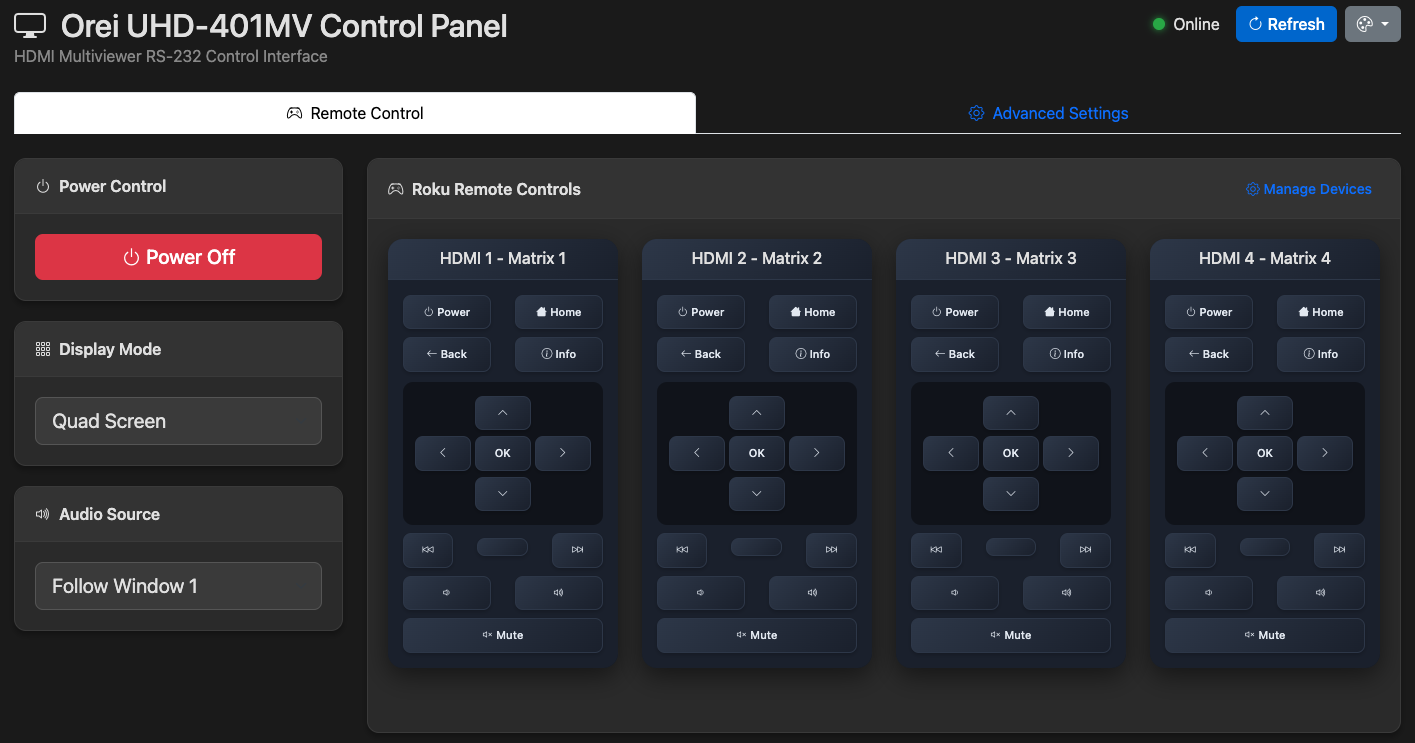 Orei UHD-401MV Control Panel
HDMI Multiviewer RS-232 Control Interface
Online
Refresh
Remote Control
Advanced Settings
Power Control
Power Off
Display Mode
Quad Screen
Audio Source
Follow Window 1
Roku Remote Controls
Manage Devices
HDMI 1 - Matrix 1
Power
Home
Back
Info
OK
Mute
HDMI 2 - Matrix 2
Power
Home
Back
Info
OK
Mute
HDMI 3 - Matrix 3
Power
Home
Back
Info
OK
Mute
HDMI 4 - Matrix 4
Power
Home
Back
Info
OK
Mute